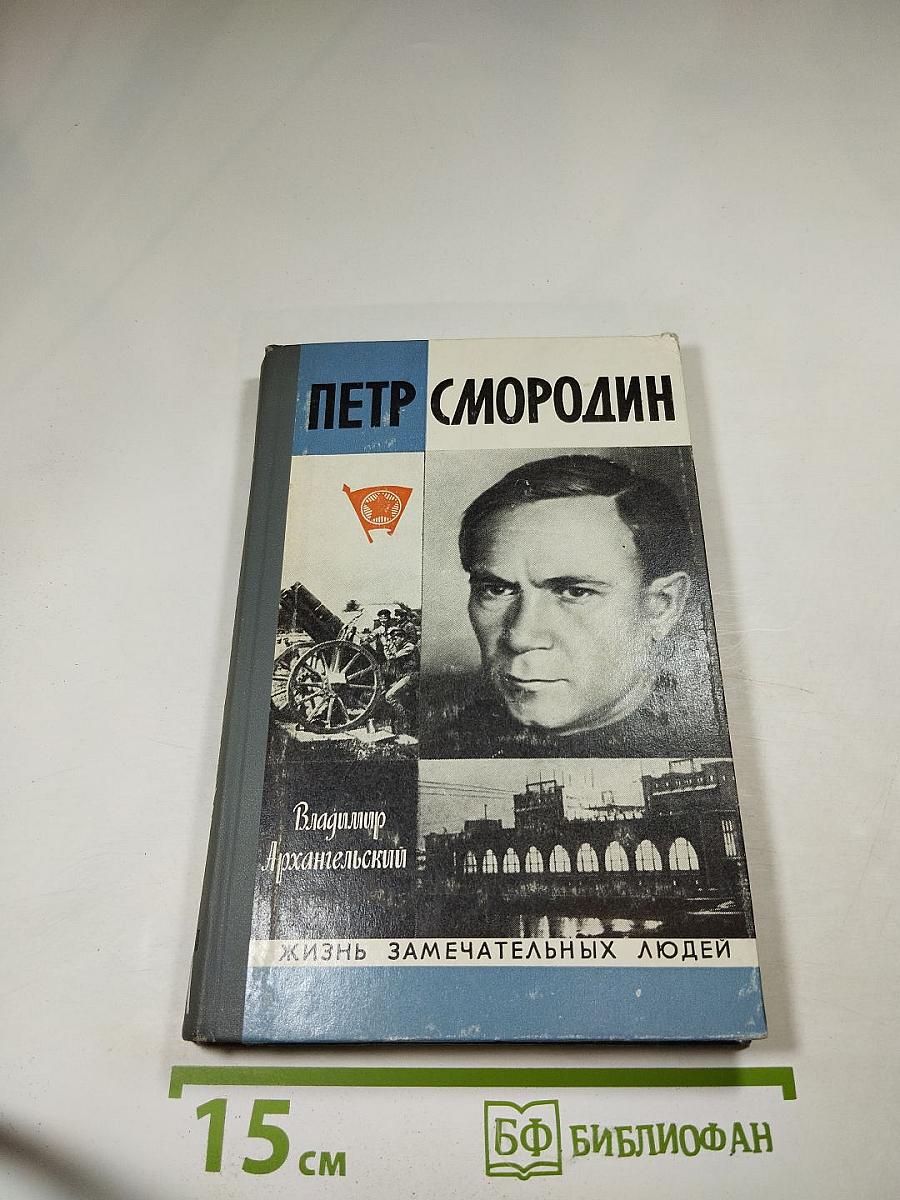 ПЕТР СМОРОДИН
Владимир
Архангельский
ЖИЗНЬ ЗАМЕЧАТЕЛЬНЫХ ЛЮДЕЙ
15 см
БФ БИБЛИОФАН